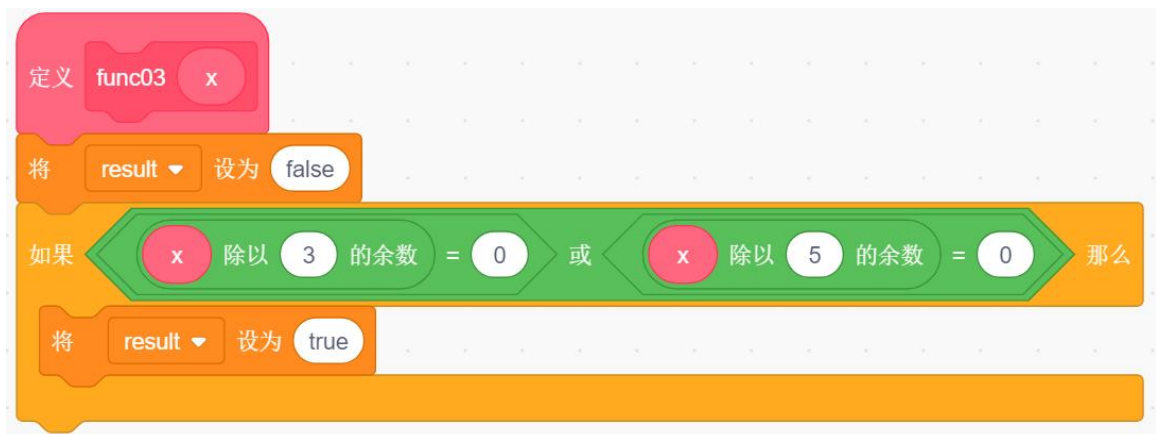 定义 func03 x
将 result 设为 false
如果 x 除以 3 的余数 = 0 或 x 除以 5 的余数 = 0 那么
将 result 设为 true